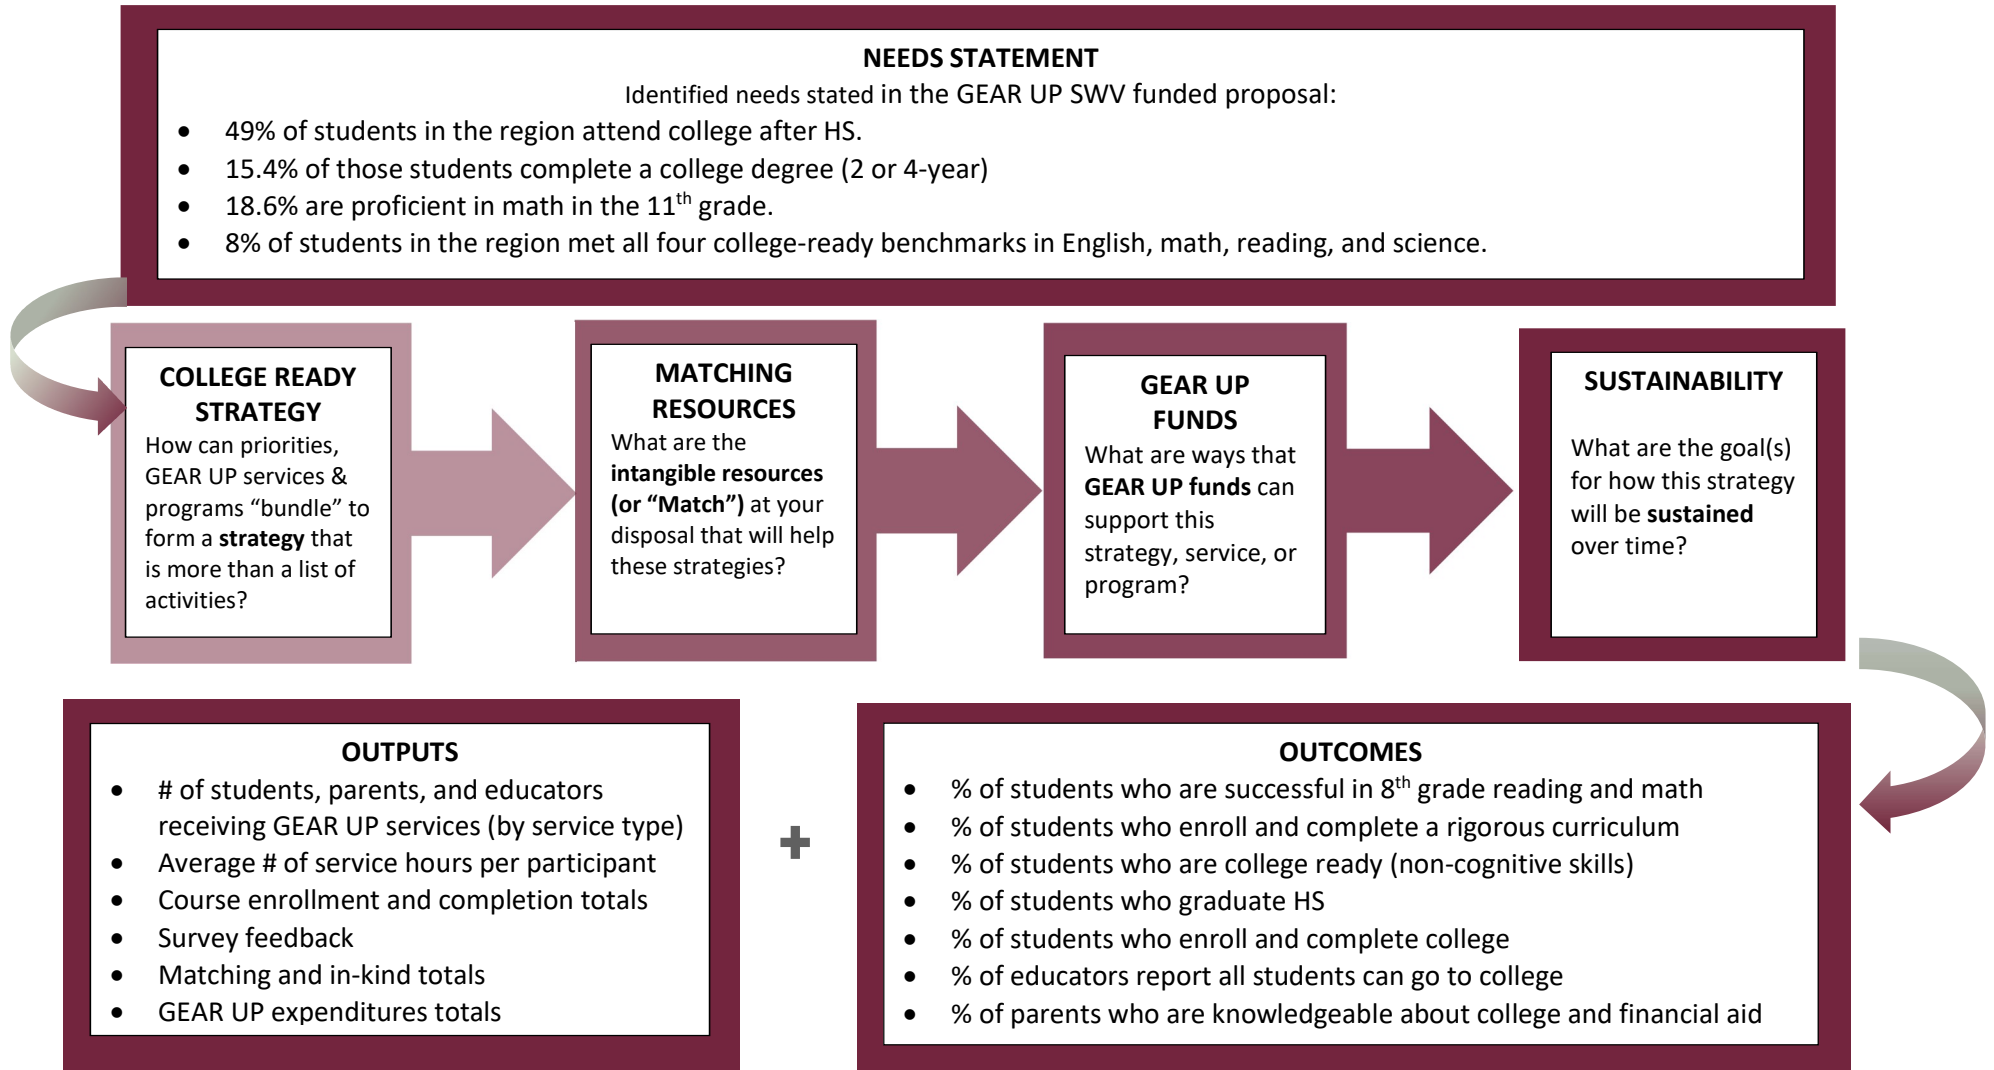 NEEDS STATEMENT
Identified needs stated in the GEAR UP SWV funded proposal:
• 49% of students in the region attend college after HS.
• 15.4% of those students complete a college degree (2 or 4-year)
• 18.6% are proficient in math in the 11th grade.
• 8% of students in the region met all four college-ready benchmarks in English, math, reading, and science.
COLLEGE READY
STRATEGY
How can priorities,
GEAR UP services &
programs “bundle” to
form a strategy that
is more than a list of
activities?
MATCHING
RESOURCES
What are the
intangible resources
(or “Match”) at your
disposal that will help
these strategies?
GEAR UP
FUNDS
What are ways that
GEAR UP funds can
support this
strategy, service, or
program?
SUSTAINABILITY
What are the goal(s)
for how this strategy
will be sustained
over time?
OUTPUTS
• # of students, parents, and educators
receiving GEAR UP services (by service type)
• Average # of service hours per participant
• Course enrollment and completion totals
• Survey feedback
• Matching and in-kind totals
• GEAR UP expenditures totals
OUTCOMES
• % of students who are successful in 8th grade reading and math
• % of students who enroll and complete a rigorous curriculum
• % of students who are college ready (non-cognitive skills)
• % of students who graduate HS
• % of students who enroll and complete college
• % of educators report all students can go to college
• % of parents who are knowledgeable about college and financial aid